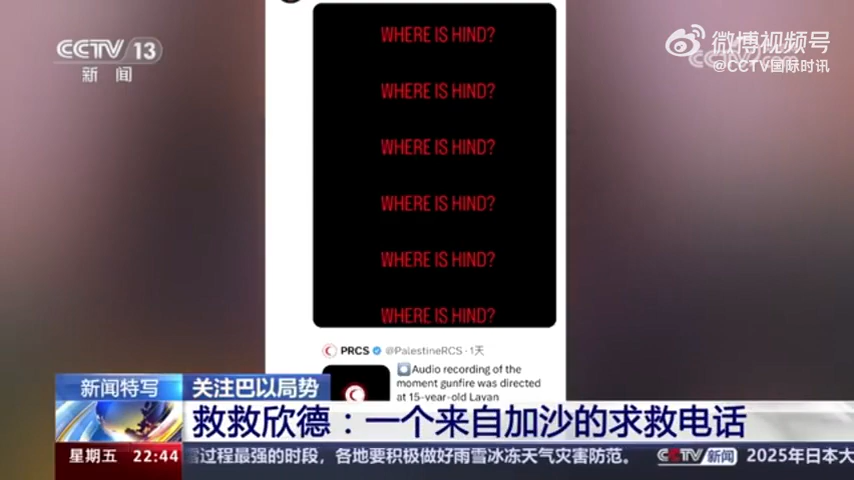 CCTV 13
新闻
微博视频号
@CCTV国际时讯
WHERE IS HIND?
WHERE IS HIND?
WHERE IS HIND?
WHERE IS HIND?
WHERE IS HIND?
WHERE IS HIND?
PRCS @PalestineRCS · 1天
Audio recording of the
moment gunfire was directed
at 15-year-old Layan
新闻特写
关注巴以局势
救救欣德：一个来自加沙的求救电话
星期五 22:44
雪过程最强的时段，各地要积极做好雨雪冰冻天气灾害防范。 CCTV新闻 2025年日本大